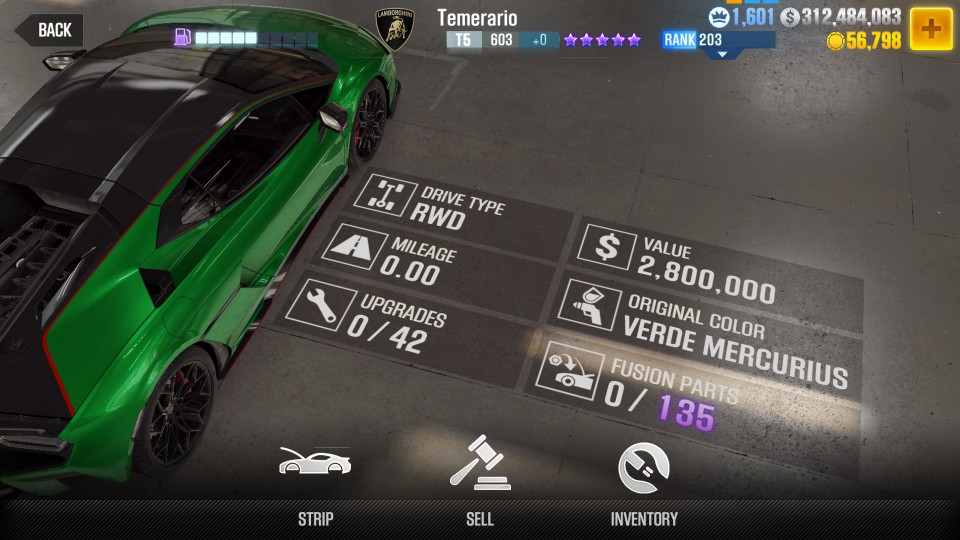 BACK
LAMBORGHINI
Temerario
T5 603 +0
RANK 203
1,601 $ 312,484,083
56,798
DRIVE TYPE
RWD
MILEAGE
0.00
UPGRADES
0/42
$ VALUE
2,800,000
ORIGINAL COLOR
VERDE MERCURIUS
FUSION PARTS
0/135
STRIP
SELL
INVENTORY